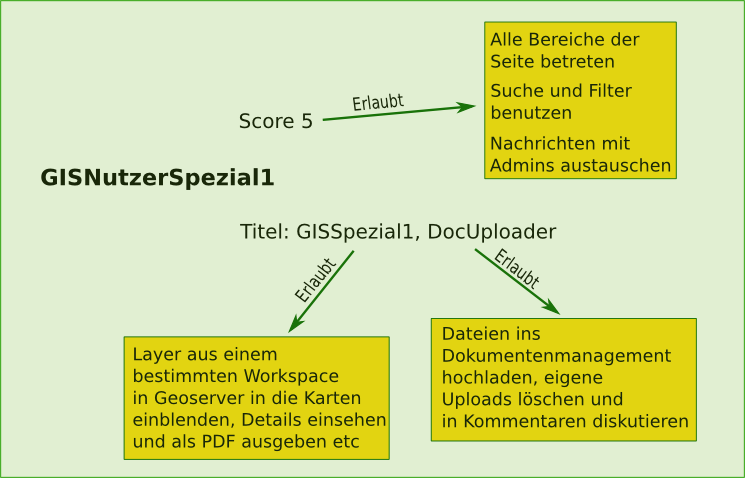 Alle Bereiche der
Seite betreten
Suche und Filter
benutzen
Nachrichten mit
Admins austauschen
Erlaubt
Score 5
GISNutzerSpezial1
Titel: GISSpezial1, DocUploader
Erlaubt
Erlaubt
Layer aus einem
bestimmten Workspace
in Geoserver in die Karten
einblenden, Details einsehen
und als PDF ausgeben etc
Dateien ins
Dokumentenmanagement
hochladen, eigene
Uploads löschen und
in Kommentaren diskutieren